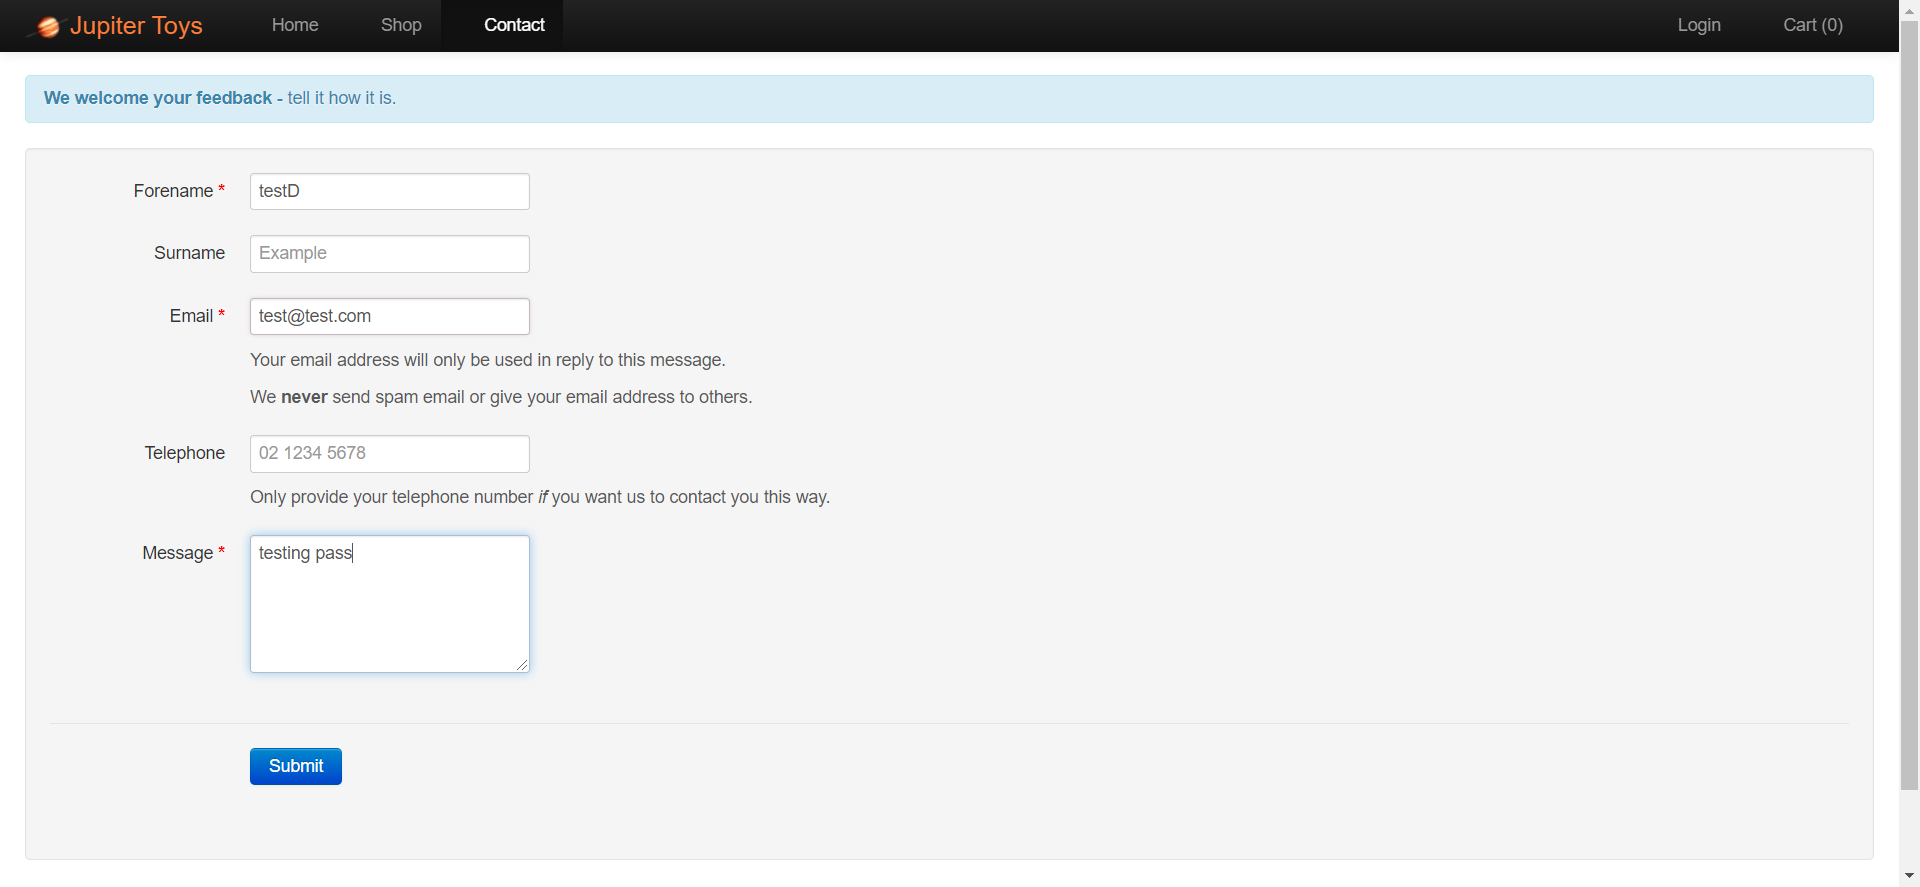 Jupiter Toys Home Shop Contact Login Cart (0)
We welcome your feedback - tell it how it is.
Forename * testD
Surname Example
Email * test@test.com
Your email address will only be used in reply to this message.
We never send spam email or give your email address to others.
Telephone 02 1234 5678
Only provide your telephone number if you want us to contact you this way.
Message * testing pass
Submit